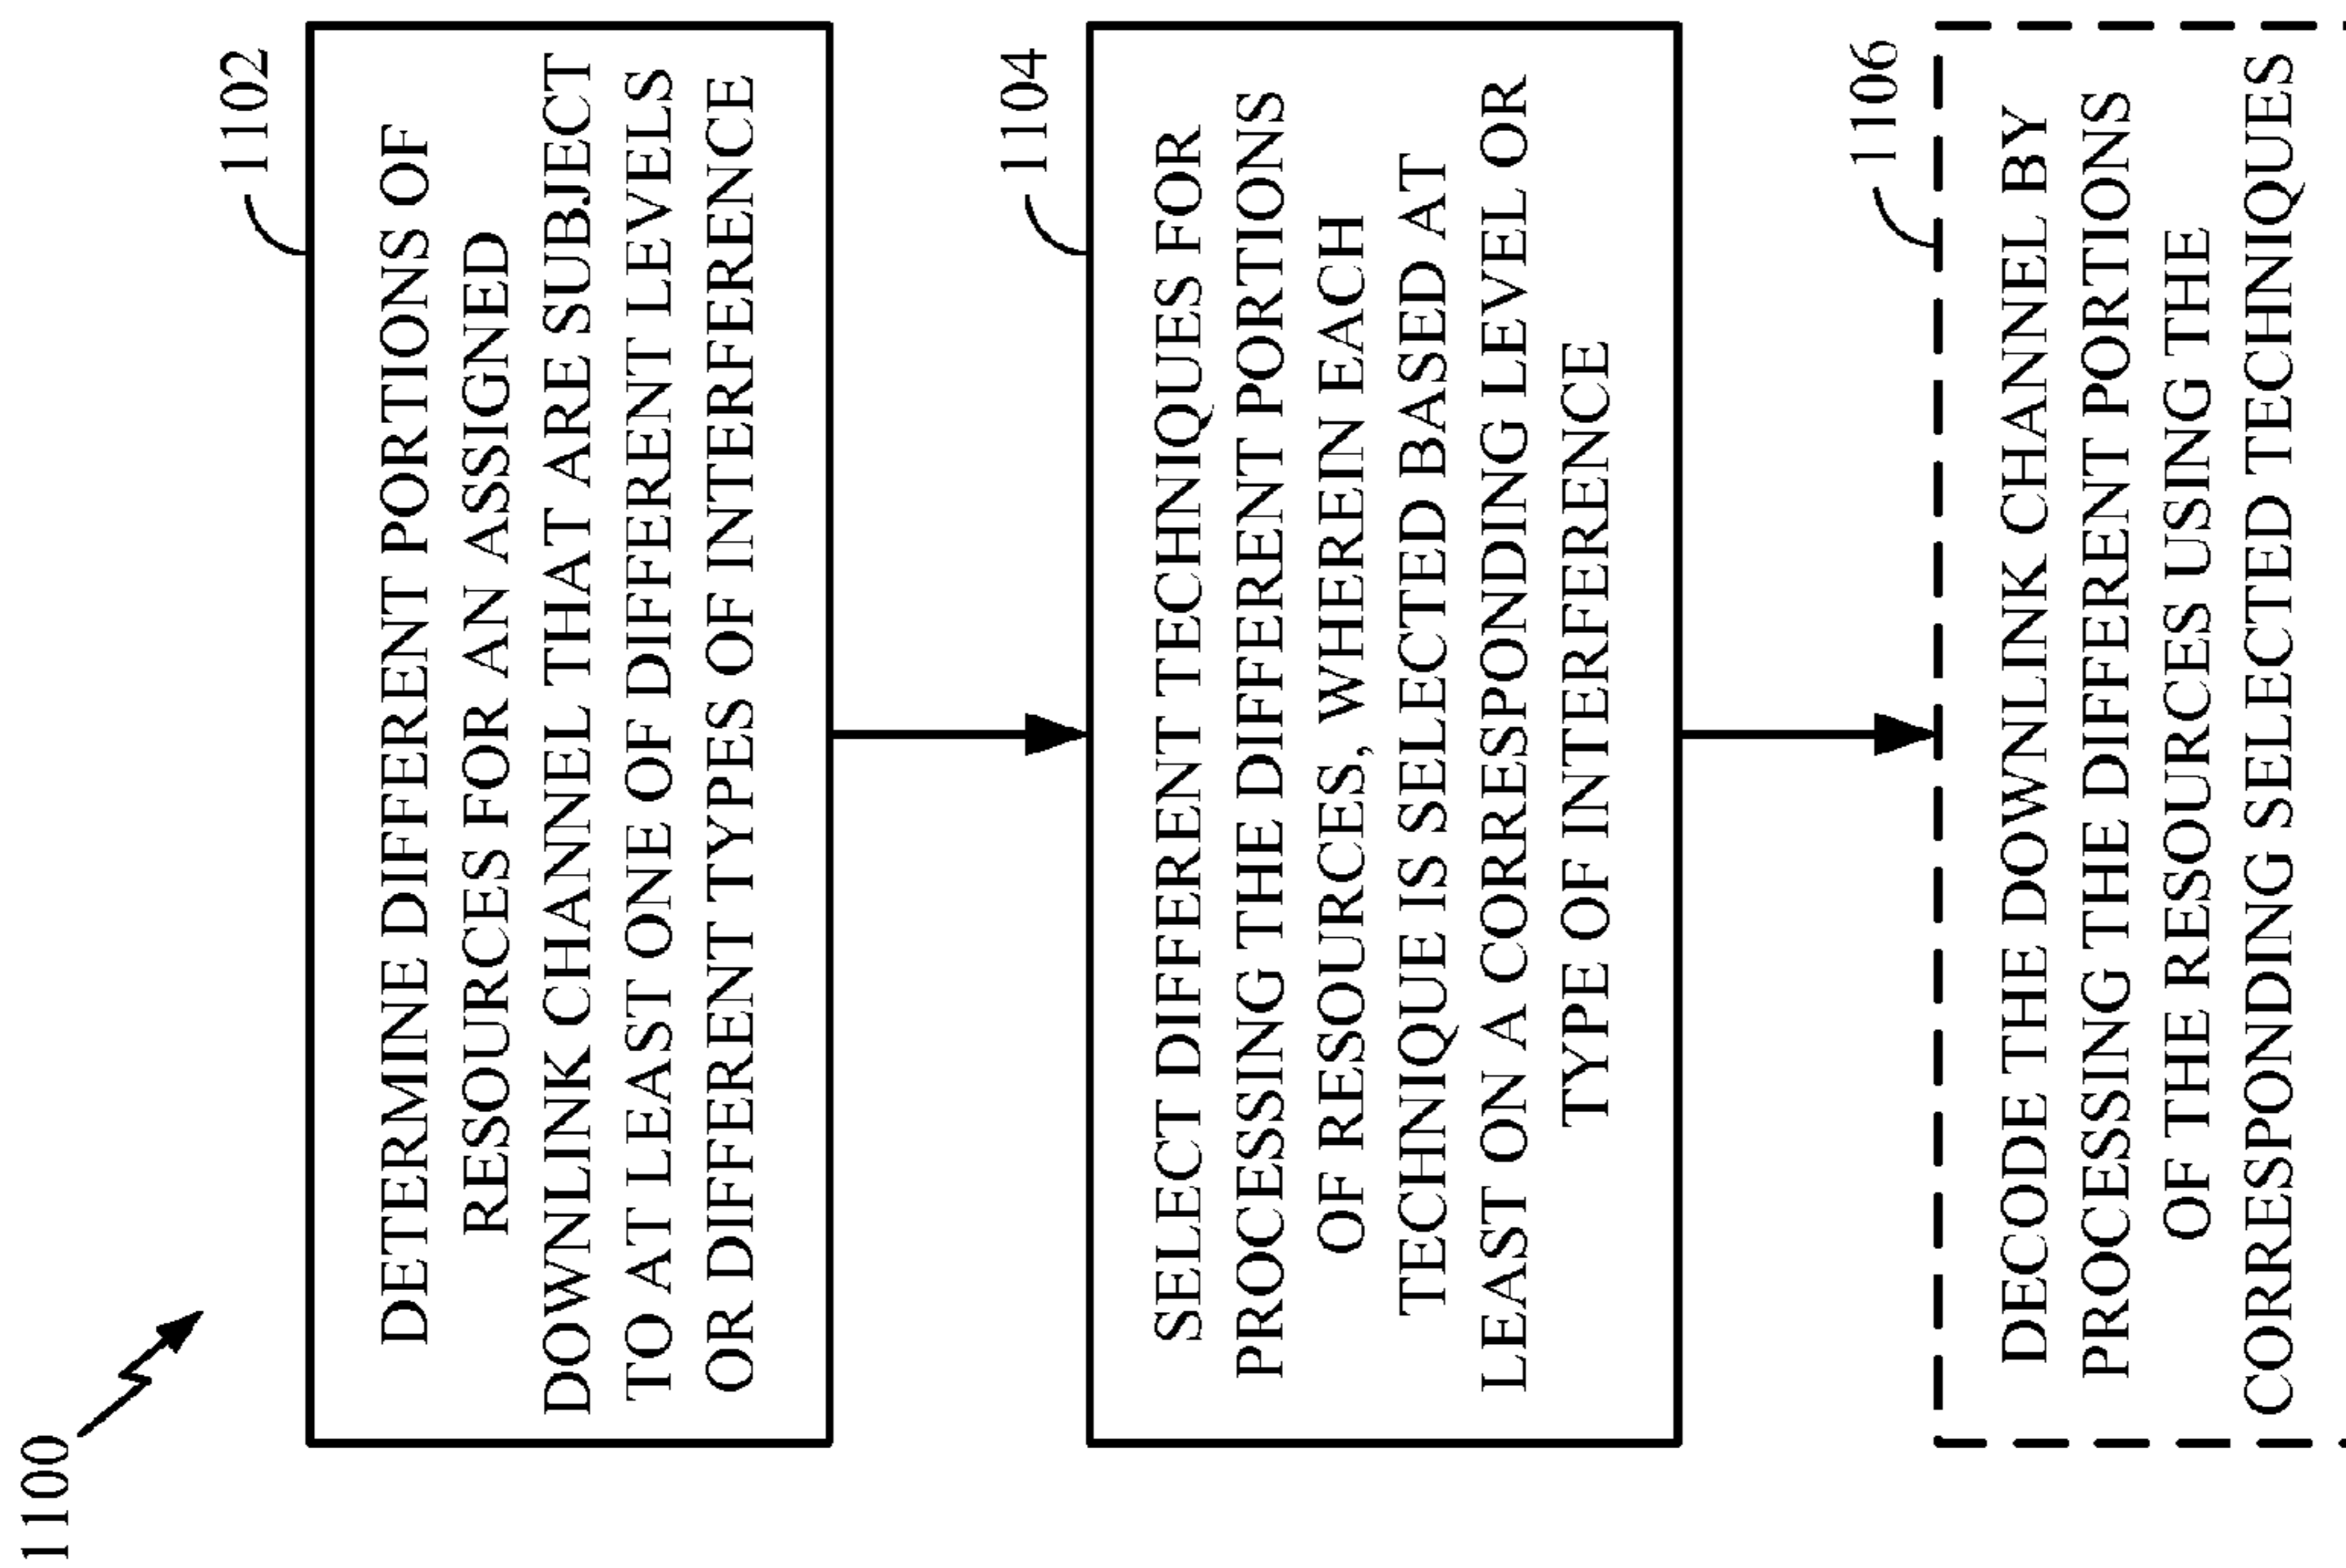 1100
1102
DETERMINE DIFFERENT PORTIONS OF
RESOURCES FOR AN ASSIGNED
DOWNLINK CHANNEL THAT ARE SUBJECT
TO AT LEAST ONE OF DIFFERENT LEVELS
OR DIFFERENT TYPES OF INTERFERENCE
1104
SELECT DIFFERENT TECHNIQUES FOR
PROCESSING THE DIFFERENT PORTIONS
OF RESOURCES, WHEREIN EACH
TECHNIQUE IS SELECTED BASED AT
LEAST ON A CORRESPONDING LEVEL OR
TYPE OF INTERFERENCE
1106
DECODE THE DOWNLINK CHANNEL BY
PROCESSING THE DIFFERENT PORTIONS
OF THE RESOURCES USING THE
CORRESPONDING SELECTED TECHNIQUES